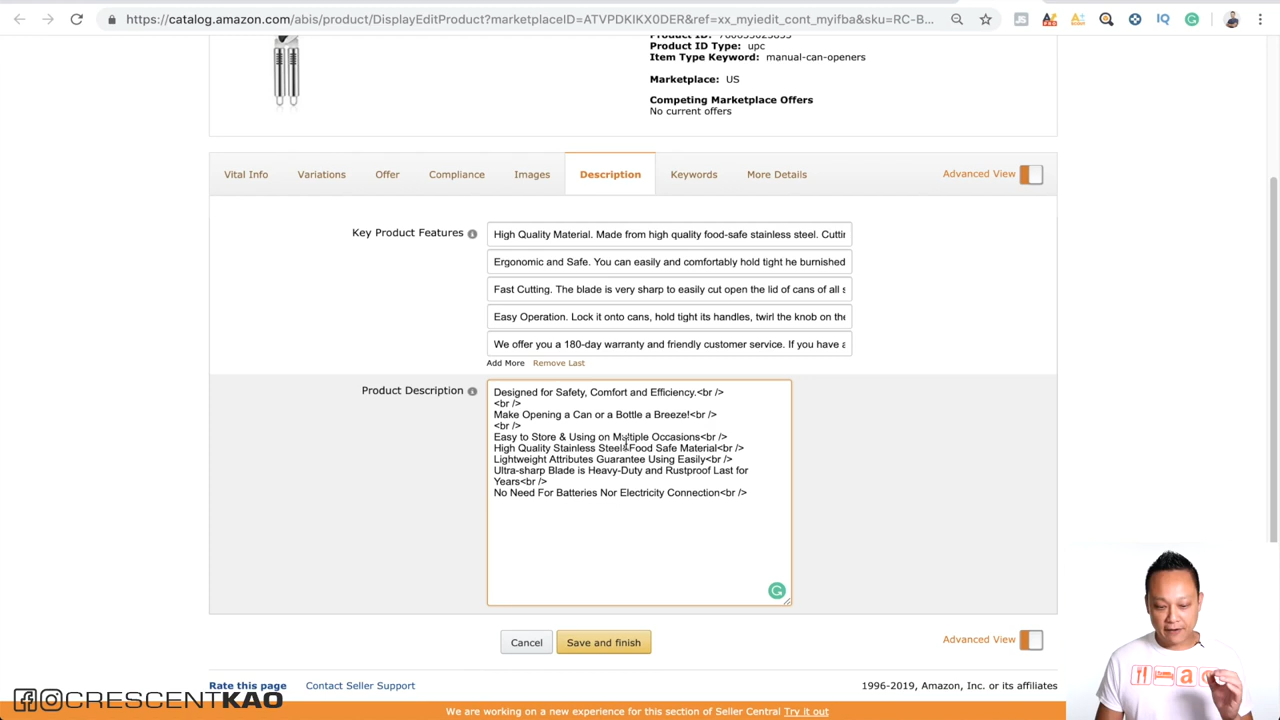 https://catalog.amazon.com/abis/product/DisplayEditProduct?marketplaceID=ATVPDKIKX0DER&ref=xx_myiedit_cont_myifba&sku=RC-B...
Product ID Type: upc
Item Type Keyword: manual-can-openers
Marketplace: US
Competing Marketplace Offers
No current offers
Vital Info Variations Offer Compliance Images Description Keywords More Details Advanced View
Key Product Features
High Quality Material. Made from high quality food-safe stainless steel. Cuttin
Ergonomic and Safe. You can easily and comfortably hold tight he burnished
Fast Cutting. The blade is very sharp to easily cut open the lid of cans of all s
Easy Operation. Lock it onto cans, hold tight its handles, twirl the knob on the
We offer you a 180-day warranty and friendly customer service. If you have a
Add More Remove Last
Product Description
Designed for Safety, Comfort and Efficiency.<br />
<br />
Make Opening a Can or a Bottle a Breeze!<br />
<br />
Easy to Store & Using on Multiple Occasions<br />
High Quality Stainless Steel Food Safe Material<br />
Lightweight Attributes Guarantee Using Easily<br />
Ultra-sharp Blade is Heavy-Duty and Rustproof Last for
Years<br />
No Need For Batteries Nor Electricity Connection<br />
Cancel Save and finish Advanced View
Rate this page Contact Seller Support 1996-2019, Amazon, Inc. or its affiliates
CRESCENTKAO
We are working on a new experience for this section of Seller Central Try it out